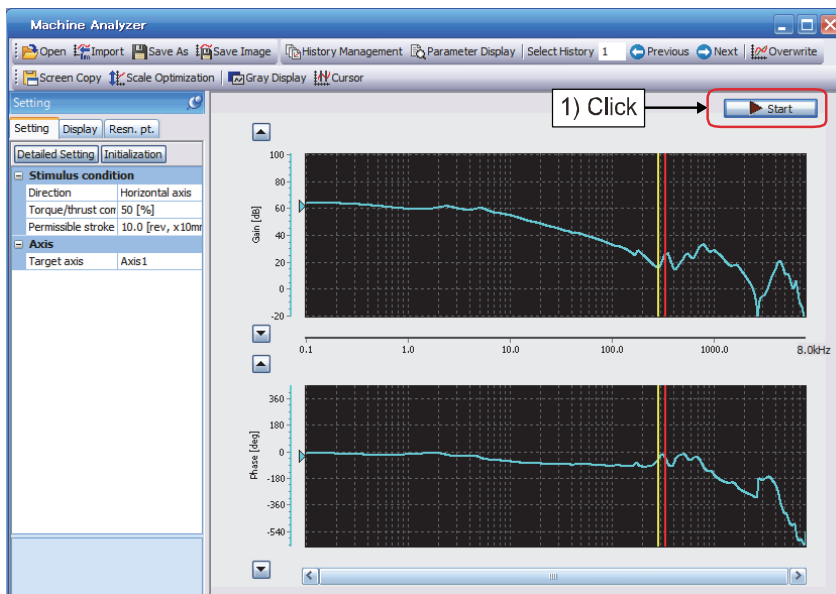 Machine Analyzer
Open Import Save As Save Image History Management Parameter Display Select History 1 Previous Next Overwrite
Screen Copy Scale Optimization Gray Display Cursor
Setting
Setting Display Resn. pt.
Detailed Setting Initialization
Stimulus condition
Direction Horizontal axis
Torque/thrust com 50 [%]
Permissible stroke 10.0 [rev, x10mr
Axis
Target axis Axis1
1) Click
Start
Gain [dB]
100
80
60
40
20
0
-20
0.1 1.0 10.0 100.0 1000.0 8.0kHz
Phase [deg]
360
180
0
-180
-360
-540